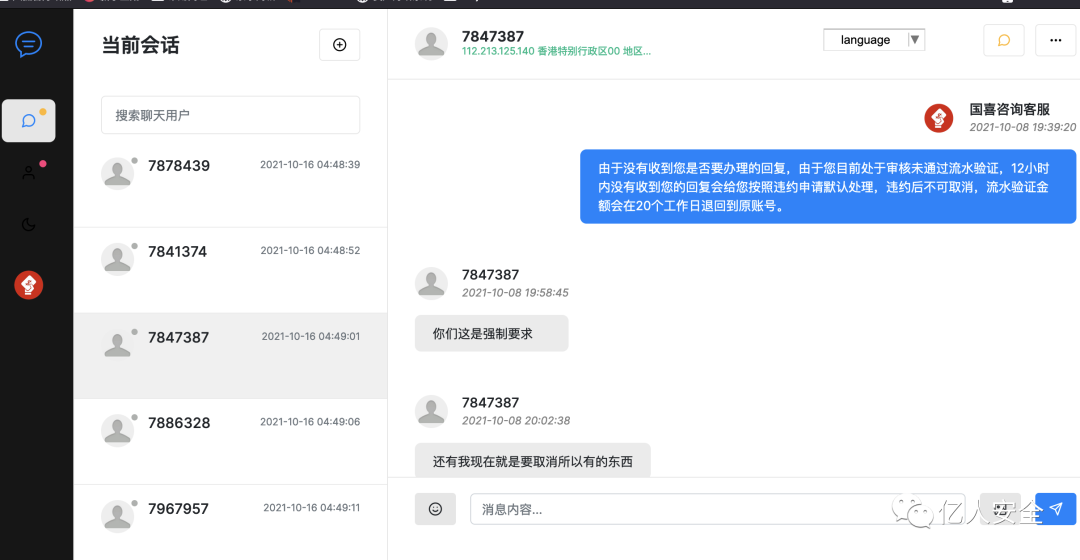 当前会话
搜索聊天用户
7878439
2021-10-16 04:48:39
7841374
2021-10-16 04:48:52
7847387
2021-10-16 04:49:01
7886328
2021-10-16 04:49:06
7967957
2021-10-16 04:49:11
7847387
112.213.125.140 香港特别行政区00 地区...
language
国喜咨询客服
2021-10-08 19:39:20
由于没有收到您是否要办理的回复，由于您目前处于审核未通过流水验证，12小时
内没有收到您的回复会给您按照违约申请默认处理，违约后不可取消，流水验证金
额会在20个工作日退回到原账号。
7847387
2021-10-08 19:58:45
你们这是强制要求
7847387
2021-10-08 20:02:38
还有我现在就是要取消所以有的东西
消息内容...
亿人安全